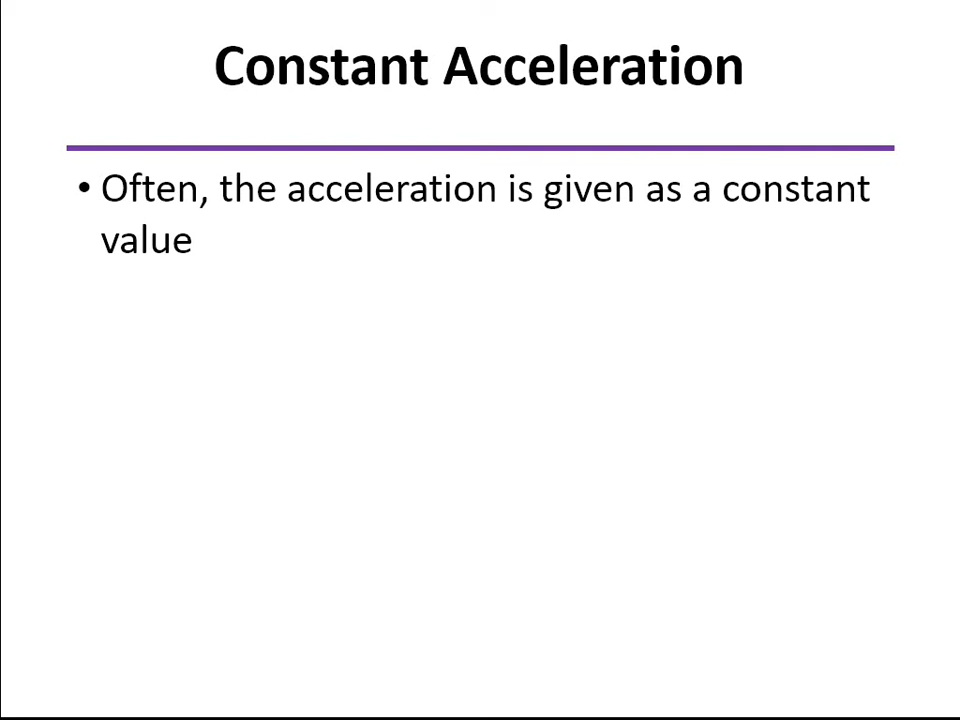 Constant Acceleration
• Often, the acceleration is given as a constant
value